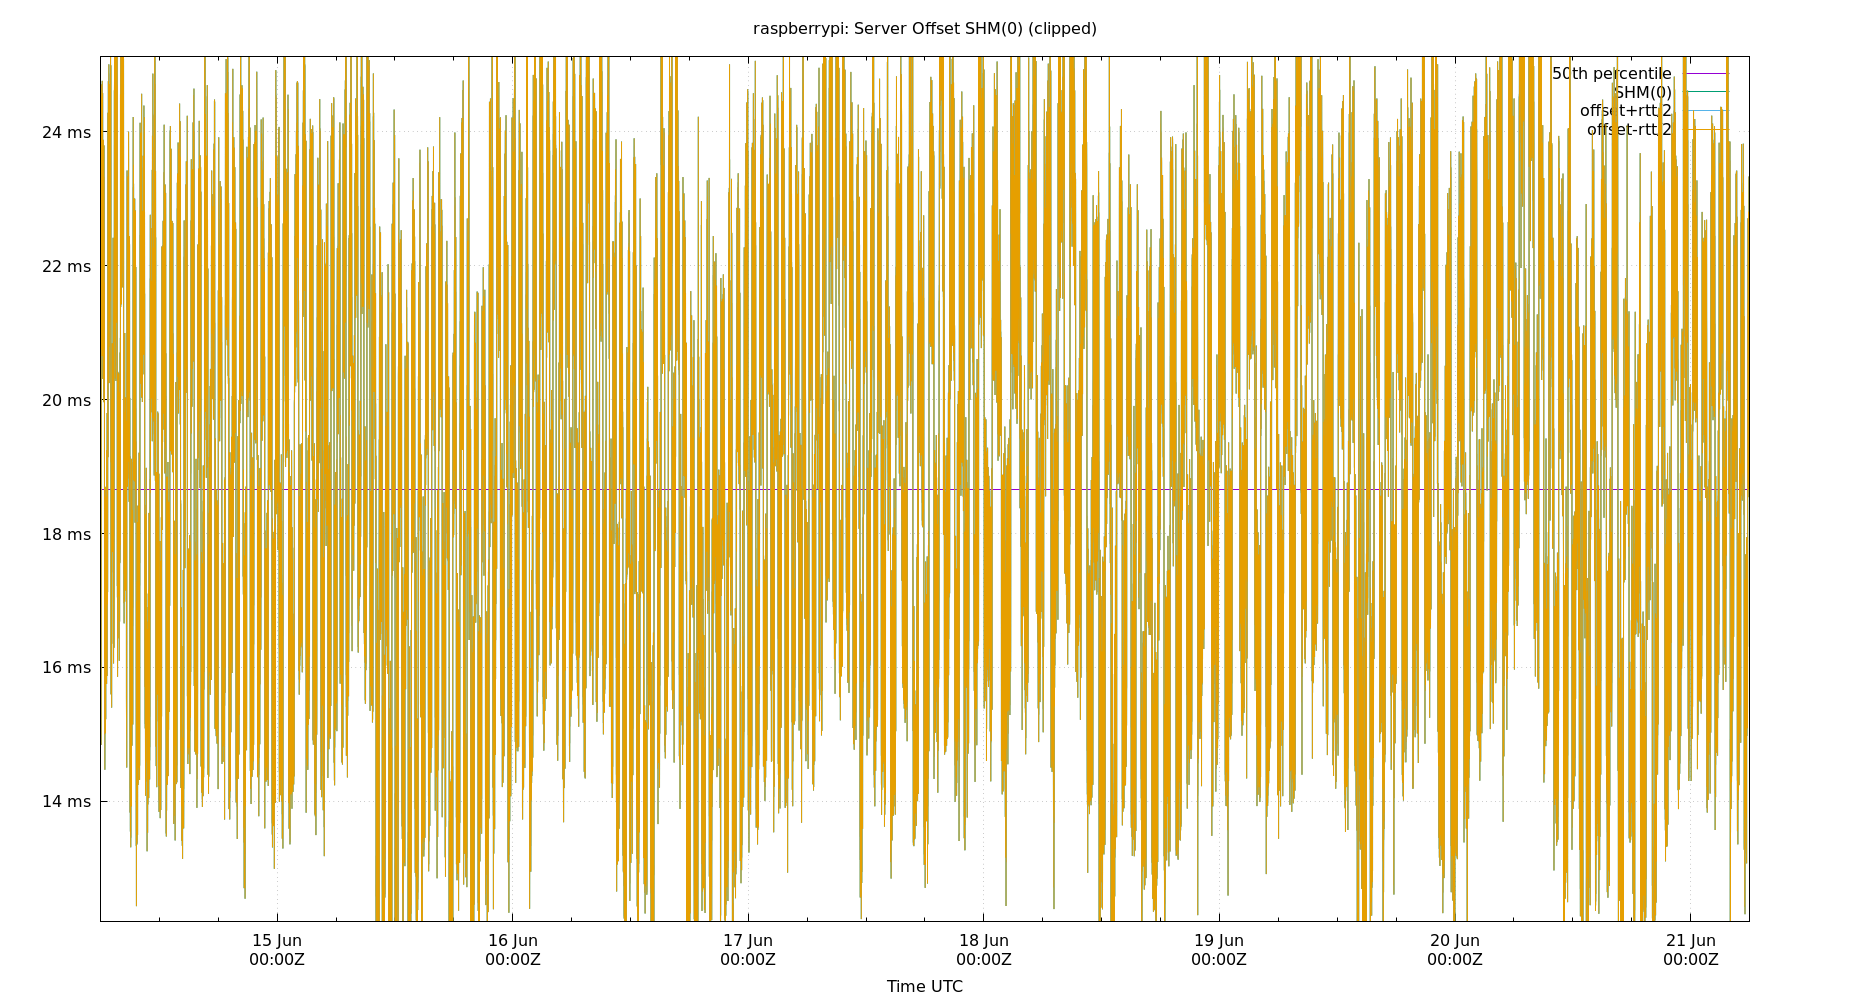 raspberrypi: Server Offset SHM(0) (clipped)
50th percentile
SHM(0)
offset+rtt/2
offset-rtt/2
24 ms
22 ms
20 ms
18 ms
16 ms
14 ms
15 Jun 16 Jun 17 Jun 18 Jun 19 Jun 20 Jun 21 Jun
00:00Z 00:00Z 00:00Z 00:00Z 00:00Z 00:00Z 00:00Z
Time UTC